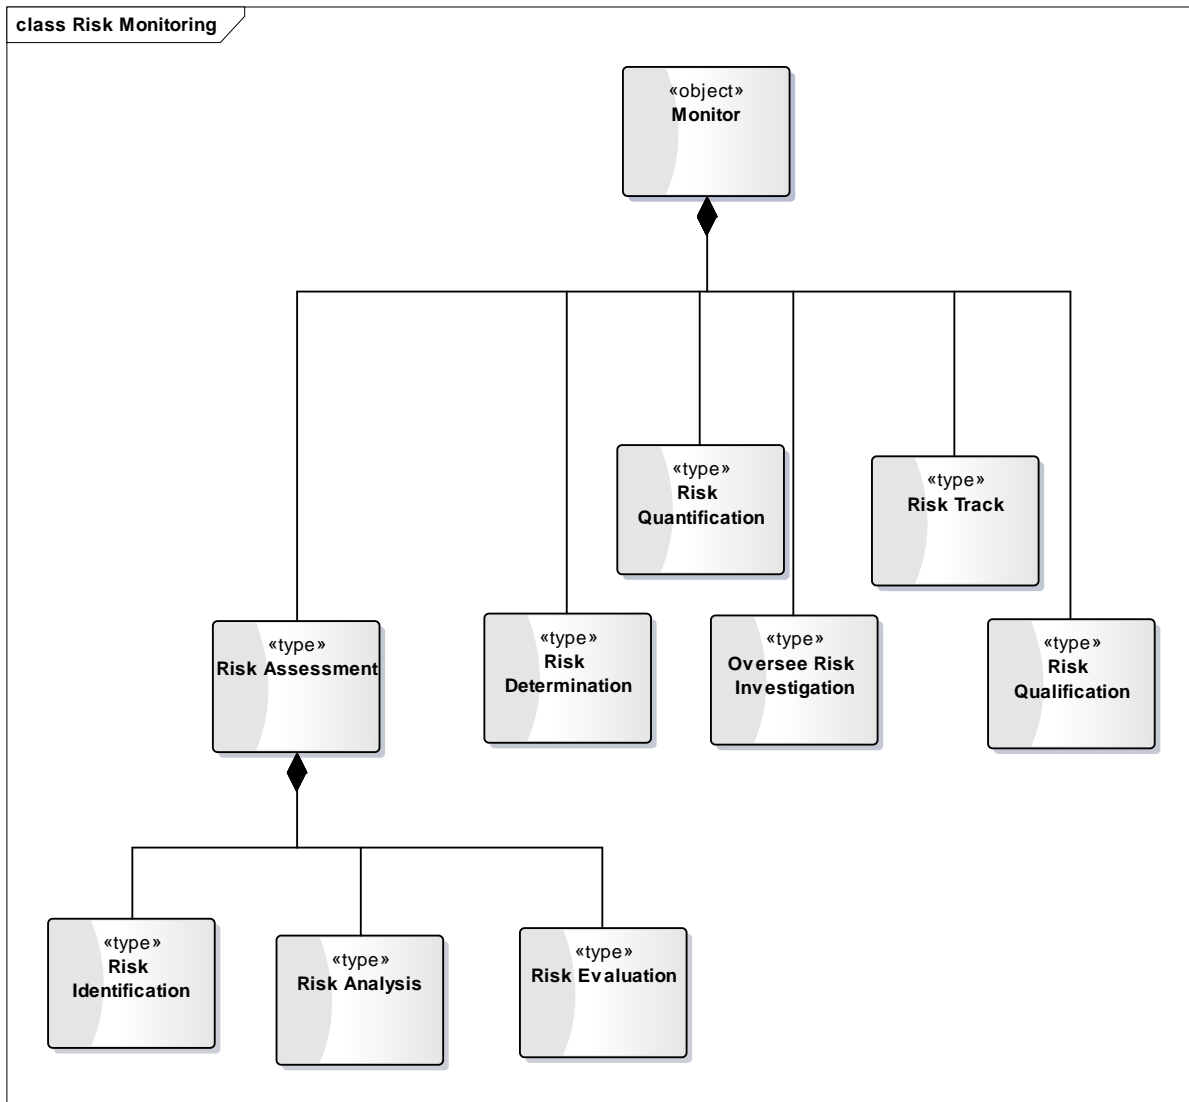 class Risk Monitoring
«object»
Monitor
«type»
Risk
Quantification
«type»
Risk Track
«type»
Risk Assessment
«type»
Risk
Determination
«type»
Oversee Risk
Investigation
«type»
Risk
Qualification
«type»
Risk
Identification
«type»
Risk Analysis
«type»
Risk Evaluation